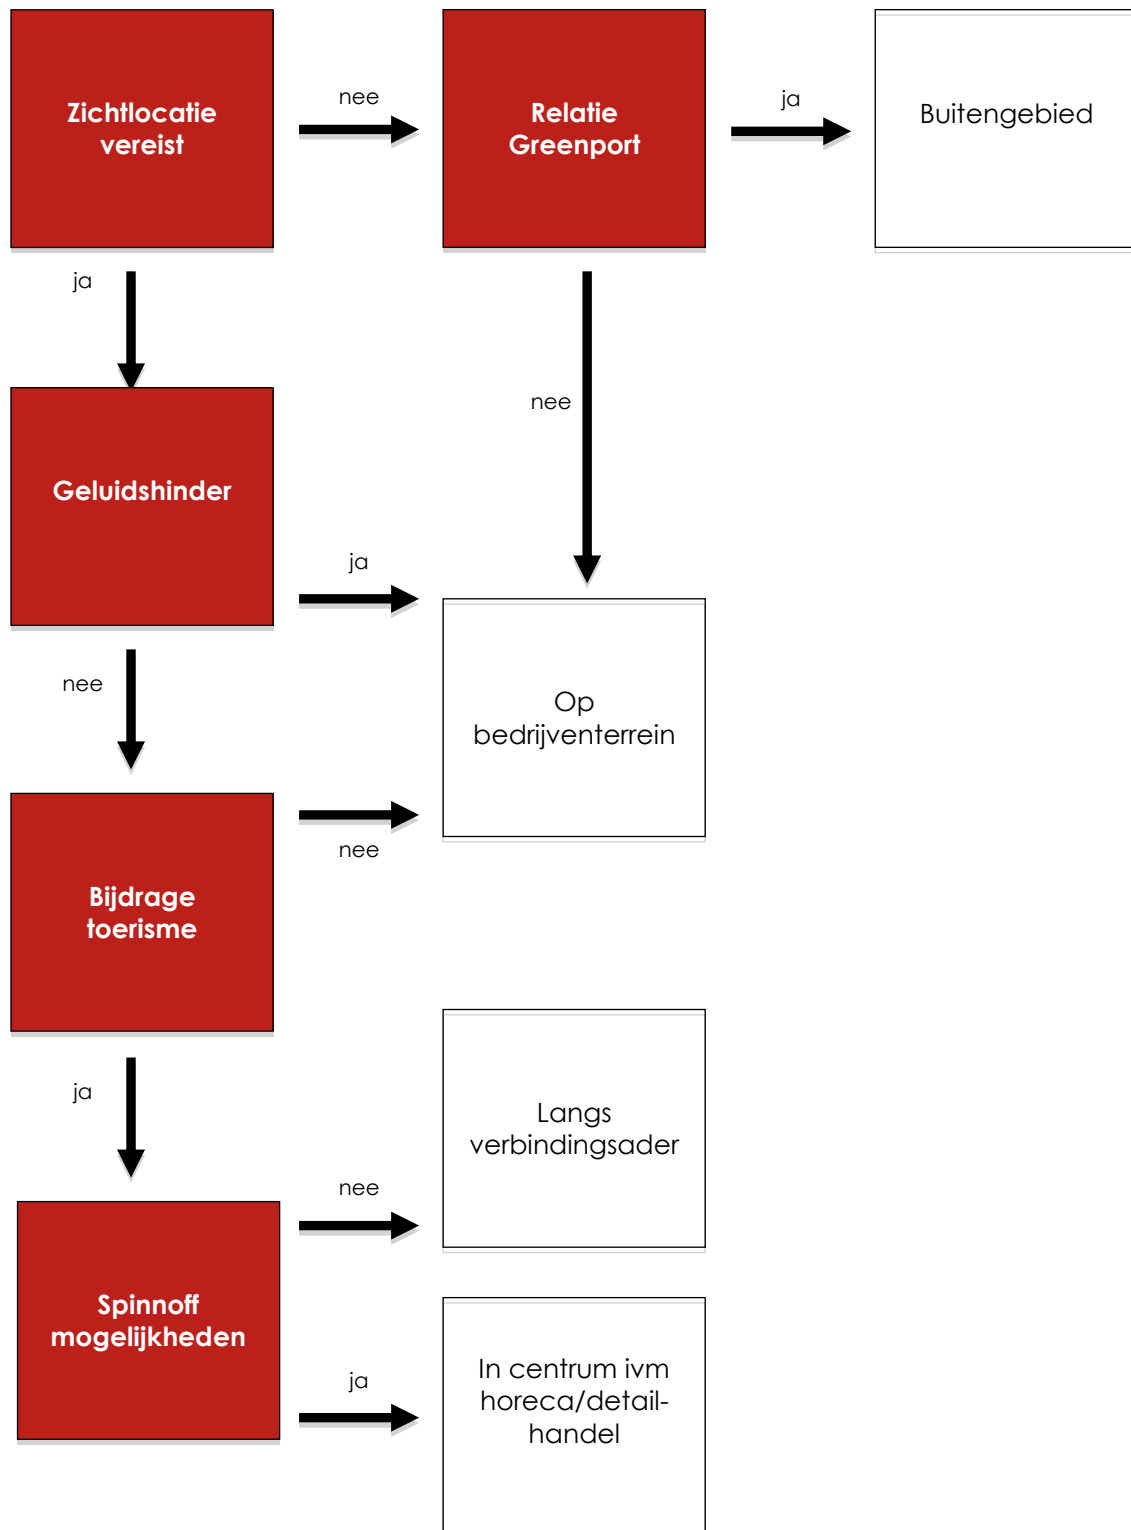 Zichtlocatie
vereist
nee
Relatie
Greenport
ja
Buitengebied
ja
nee
Geluidshinder
ja
nee
Op
bedrijventerrein
nee
Bijdrage
toerisme
ja
Langs
verbindingsader
nee
Spinnoff
mogelijkheden
ja
In centrum ivm
horeca/detail-
handel